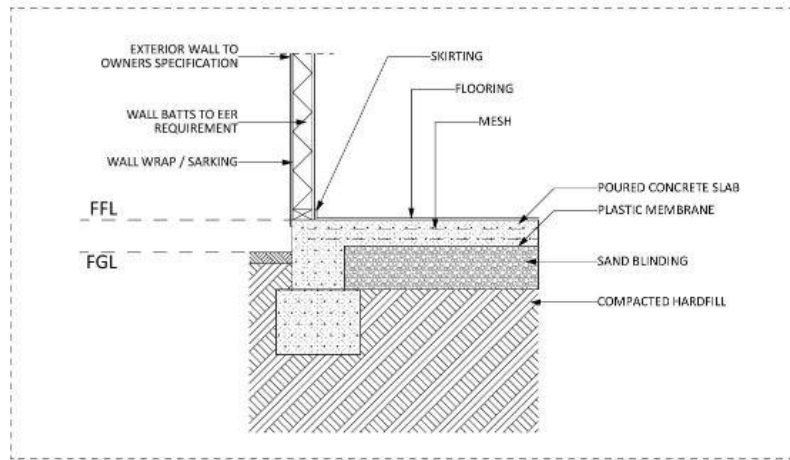 EXTERIOR WALL TO
OWNERS SPECIFICATION
SKIRTING
FLOORING
WALL BATTS TO EER
REQUIREMENT
MESH
WALL WRAP / SARKING
POURED CONCRETE SLAB
FFL
PLASTIC MEMBRANE
FGL
SAND BLINDING
COMPACTED HARDFILL